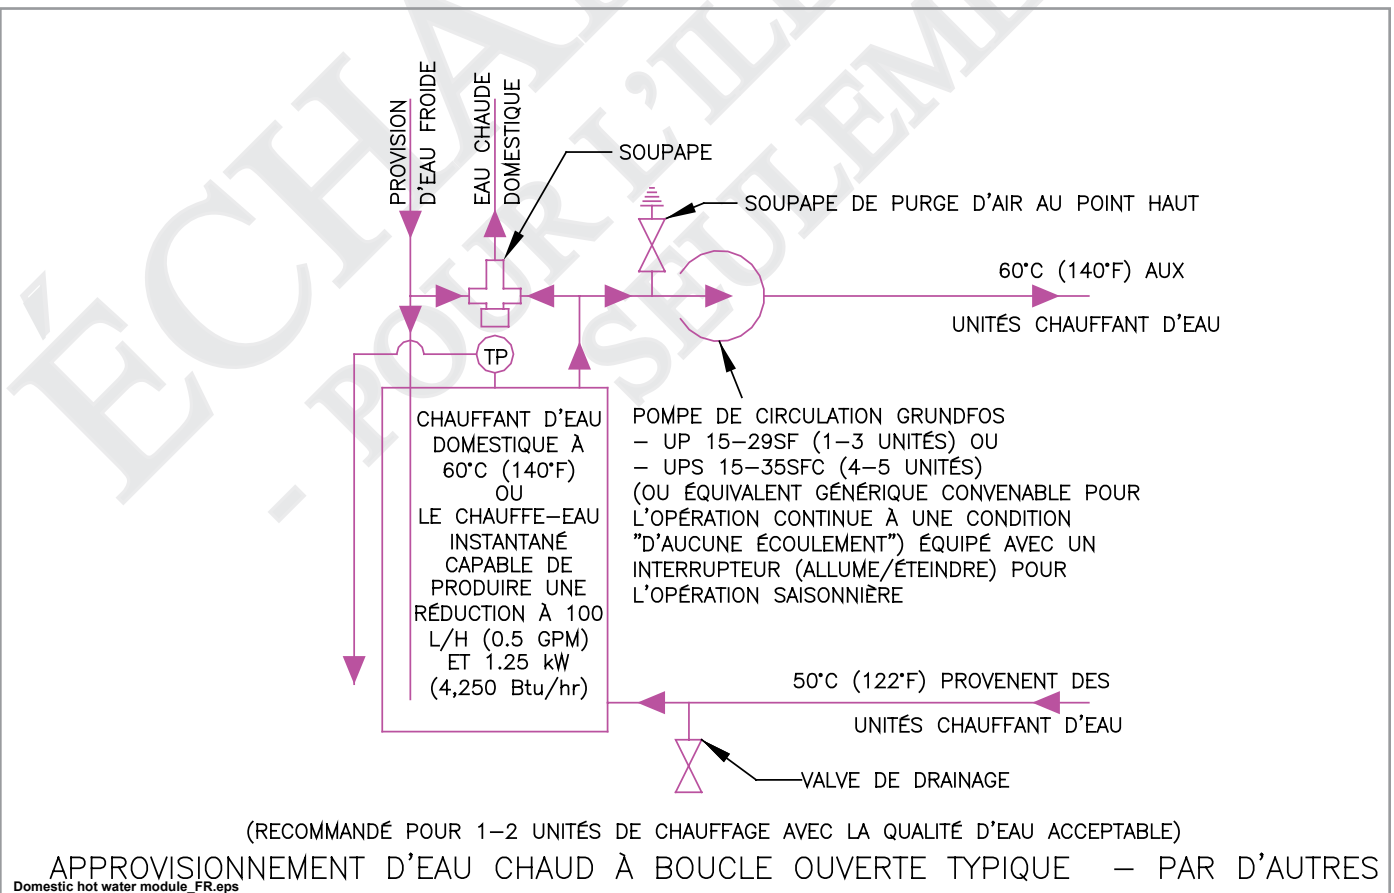 PROVISION
D'EAU FROIDE
EAU CHAUDE
DOMESTIQUE
SOUPAPE
SOUPAPE DE PURGE D'AIR AU POINT HAUT
60°C (140°F) AUX
UNITÉS CHAUFFANT D'EAU
TP
CHAUFFANT D'EAU
DOMESTIQUE À
60°C (140°F)
OU
LE CHAUFFE-EAU
INSTANTANÉ
CAPABLE DE
PRODUIRE UNE
RÉDUCTION À 100
L/H (0.5 GPM)
ET 1.25 kW
(4,250 Btu/hr)
POMPE DE CIRCULATION GRUNDFOS
– UP 15–29SF (1–3 UNITÉS) OU
– UPS 15–35SFC (4–5 UNITÉS)
(OU ÉQUIVALENT GÉNÉRIQUE CONVENABLE POUR
L'OPÉRATION CONTINUE À UNE CONDITION
"D'AUCUNE ÉCOULEMENT") ÉQUIPÉ AVEC UN
INTERRUPTEUR (ALLUME/ÉTEINDRE) POUR
L'OPÉRATION SAISONNIÈRE
50°C (122°F) PROVENENT DES
UNITÉS CHAUFFANT D'EAU
VALVE DE DRAINAGE
(RECOMMANDÉ POUR 1–2 UNITÉS DE CHAUFFAGE AVEC LA QUALITÉ D'EAU ACCEPTABLE)
APPROVISIONNEMENT D'EAU CHAUD À BOUCLE OUVERTE TYPIQUE – PAR D'AUTRES
Domestic hot water module_FR.eps
- POUR L'ILL
SEULEMEN